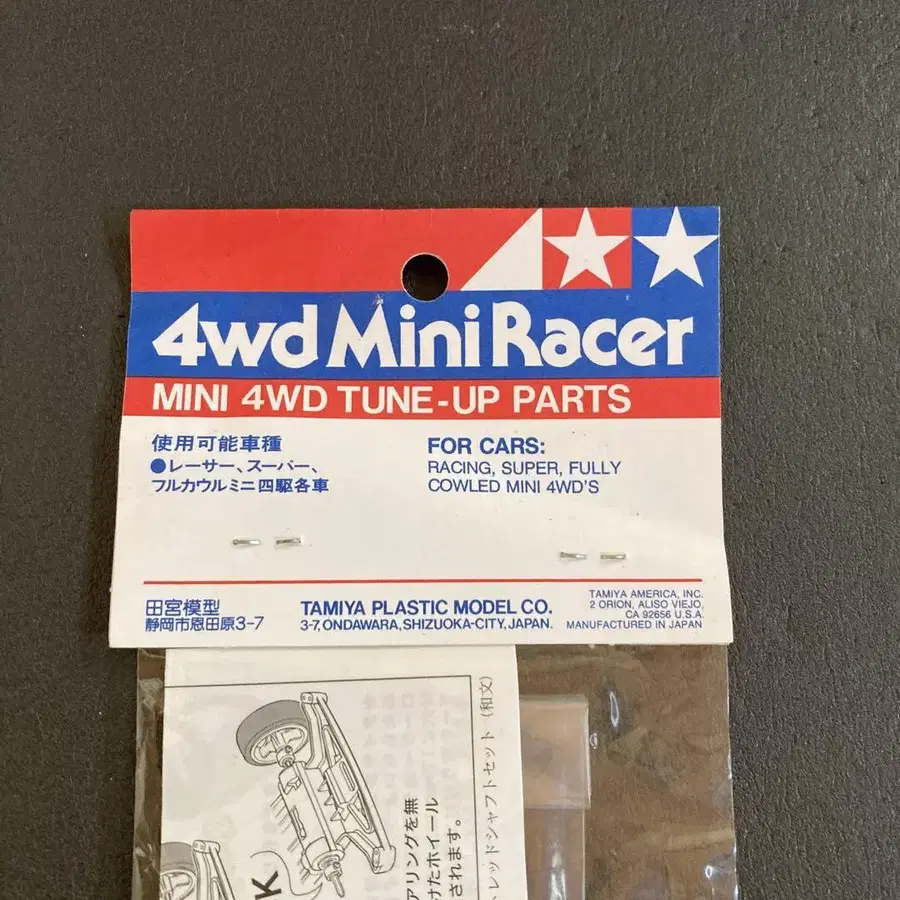 4wd Mini Racer
MINI 4WD TUNE-UP PARTS
使用可能車種
●レーサー、スーパー、
フルカウルミニ四駆各車
FOR CARS:
RACING, SUPER, FULLY
COWLED MINI 4WD'S
田宮模型
静岡市恩田原3-7
TAMIYA PLASTIC MODEL CO.
3-7, ONDAWARA, SHIZUOKA-CITY, JAPAN.
TAMIYA AMERICA, INC.
2 ORION, ALISO VIEJO,
CA 92656 U.S.A.
MANUFACTURED IN JAPAN
レッドシャフトセット (和文)
アリングを無
けたホイール
されます。
K